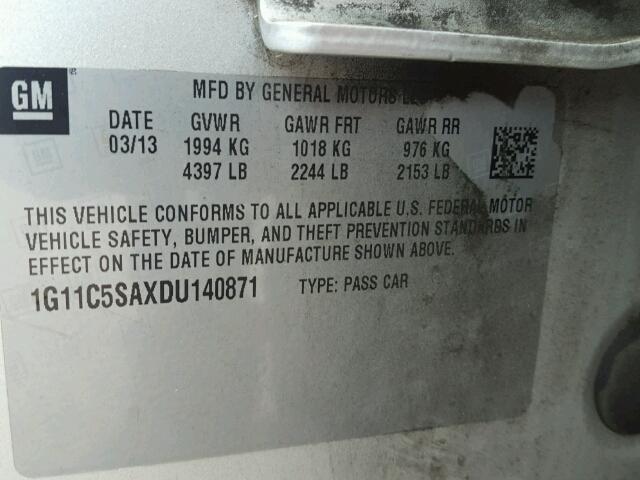 GM
MFD BY GENERAL MOTORS LLC
DATE GVWR GAWR FRT GAWR RR
03/13 1994 KG 1018 KG 976 KG
4397 LB 2244 LB 2153 LB
THIS VEHICLE CONFORMS TO ALL APPLICABLE U.S. FEDERAL MOTOR
VEHICLE SAFETY, BUMPER, AND THEFT PREVENTION STANDARDS IN
EFFECT ON THE DATE OF MANUFACTURE SHOWN ABOVE.
1G11C5SAXDU140871 TYPE: PASS CAR